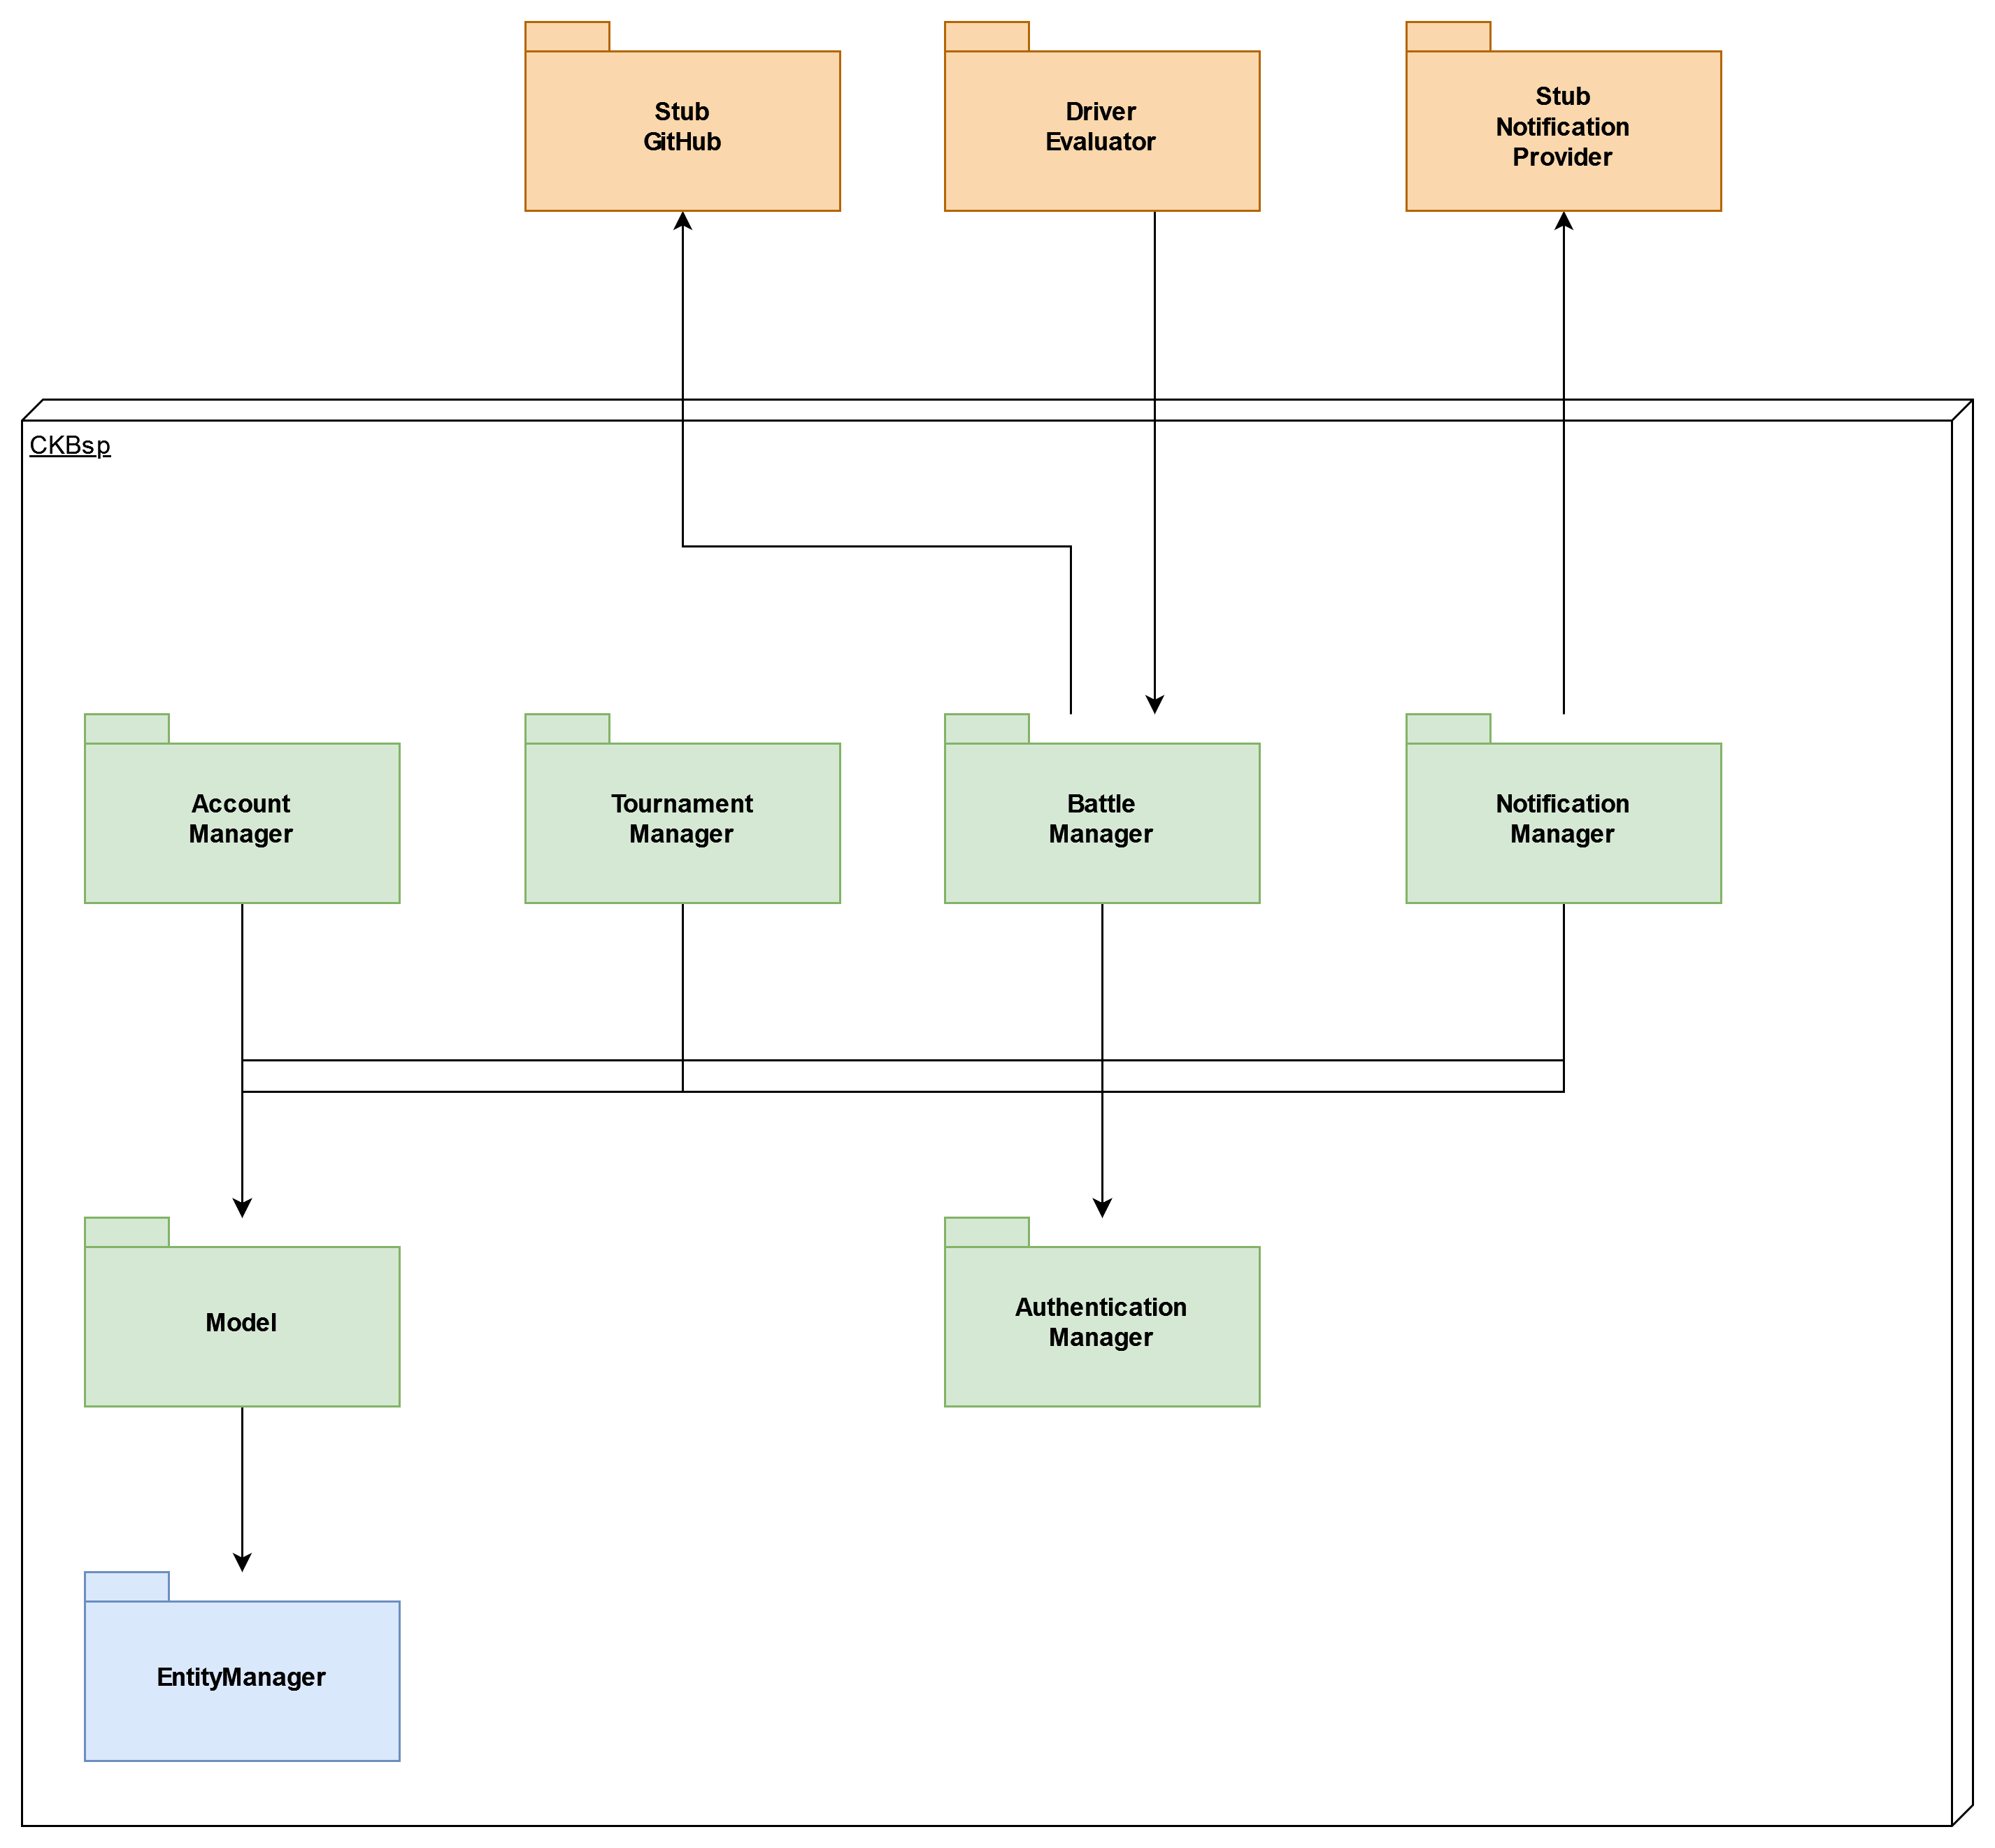 Stub
GitHub
Driver
Evaluator
Stub
Notification
Provider
CKBsp
Account
Manager
Tournament
Manager
Battle
Manager
Notification
Manager
Model
Authentication
Manager
EntityManager